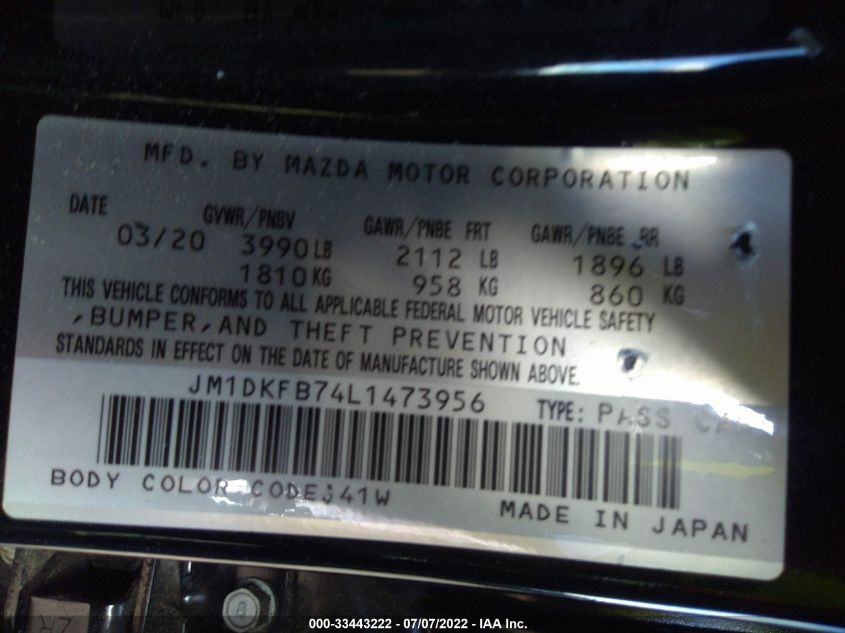 MFD. BY MAZDA MOTOR CORPORATION
DATE GVWR/PNBV GAWR/PNBE FRT GAWR/PNBE RR
03/20 3990 LB 2112 LB 1896 LB
1810 KG 958 KG 860 KG
THIS VEHICLE CONFORMS TO ALL APPLICABLE FEDERAL MOTOR VEHICLE SAFETY
,BUMPER,AND THEFT PREVENTION
STANDARDS IN EFFECT ON THE DATE OF MANUFACTURE SHOWN ABOVE.
JM1DKFB74L1473956 TYPE: PASS
BODY COLOR CODE:41W MADE IN JAPAN
8
000-33443222 - 07/07/2022 - IAA Inc.